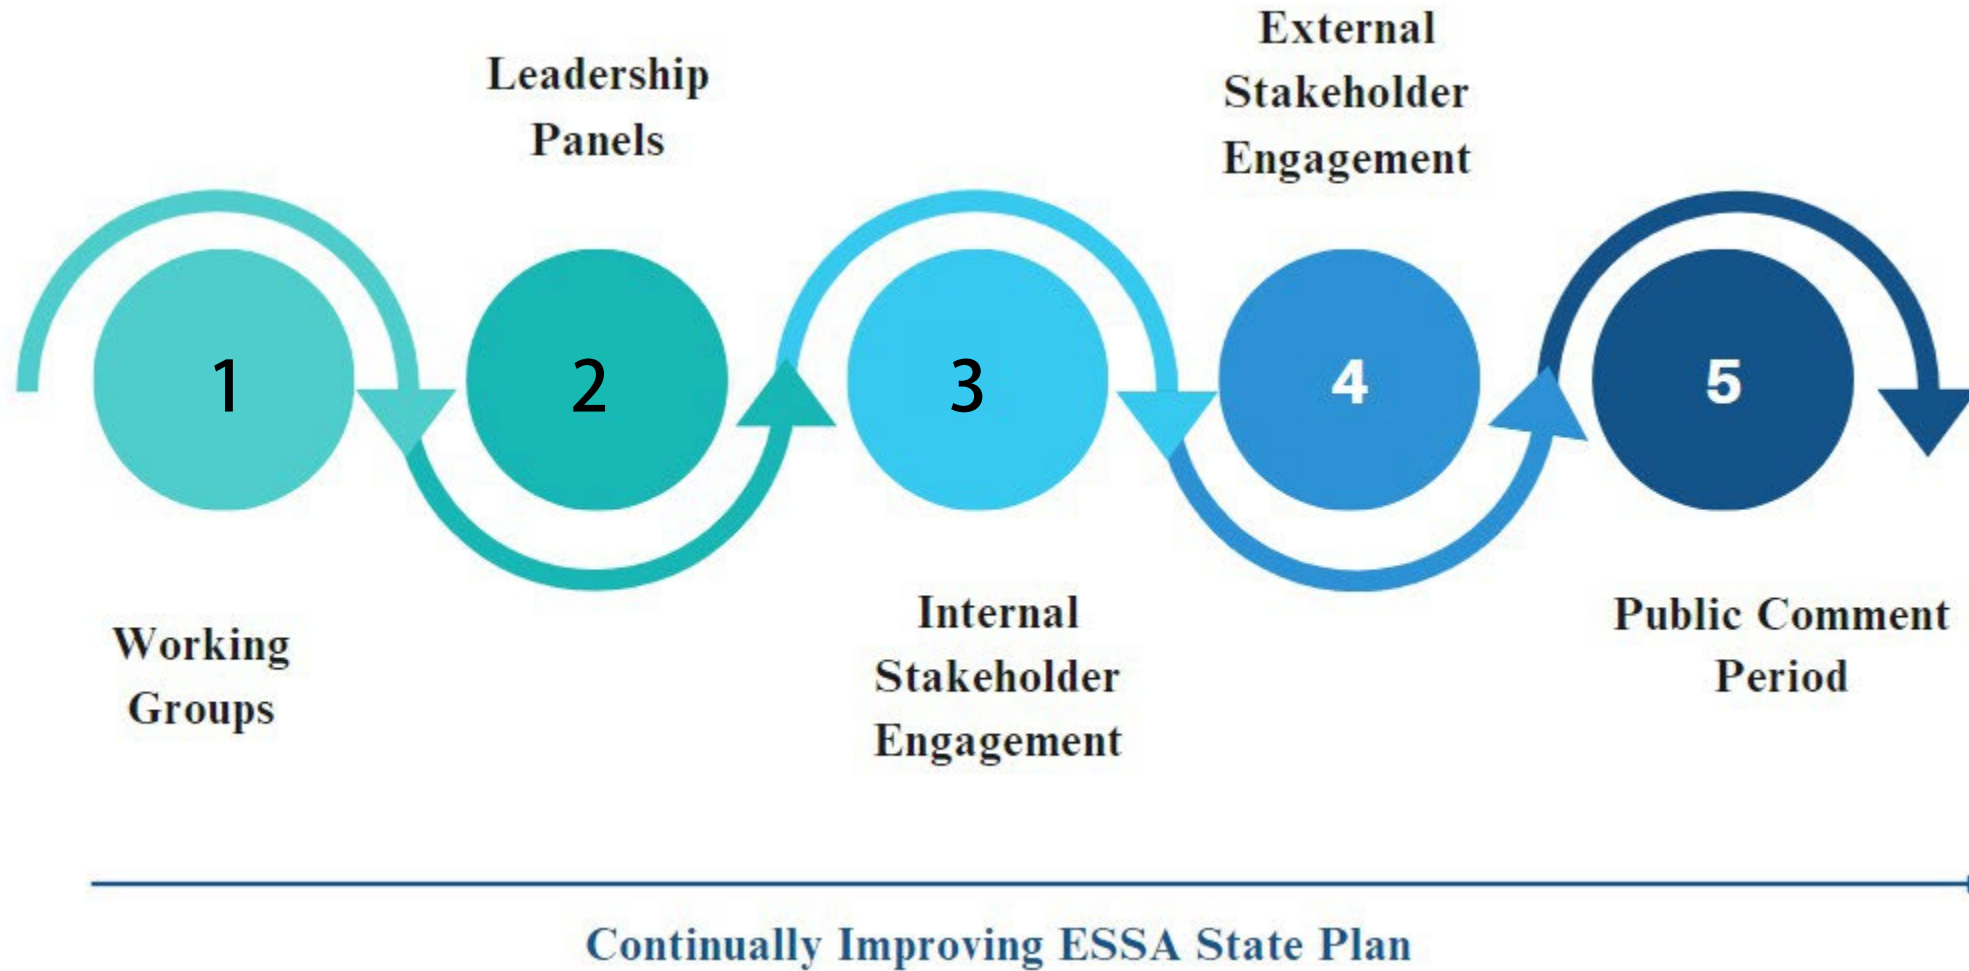 1
Working
Groups
Leadership
Panels
2
3
Internal
Stakeholder
Engagement
External
Stakeholder
Engagement
4
5
Public Comment
Period
Continually Improving ESSA State Plan